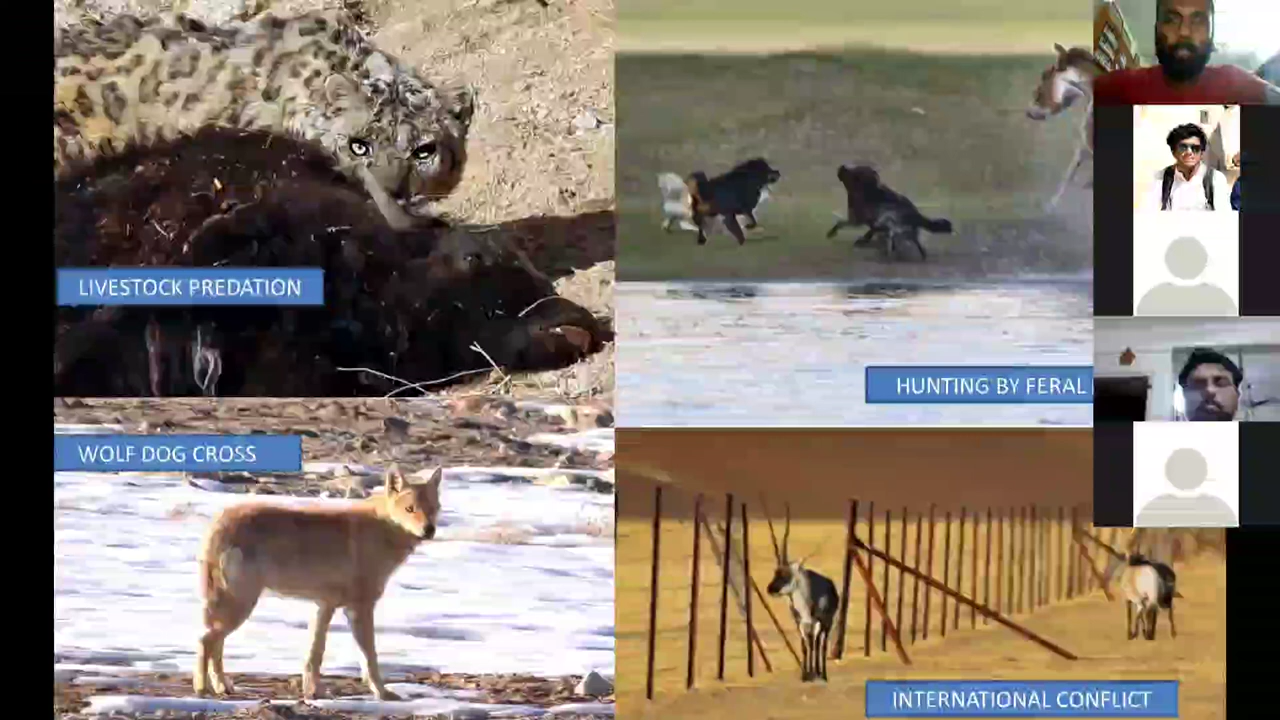 LIVESTOCK PREDATION
HUNTING BY FERAL
WOLF DOG CROSS
INTERNATIONAL CONFLICT